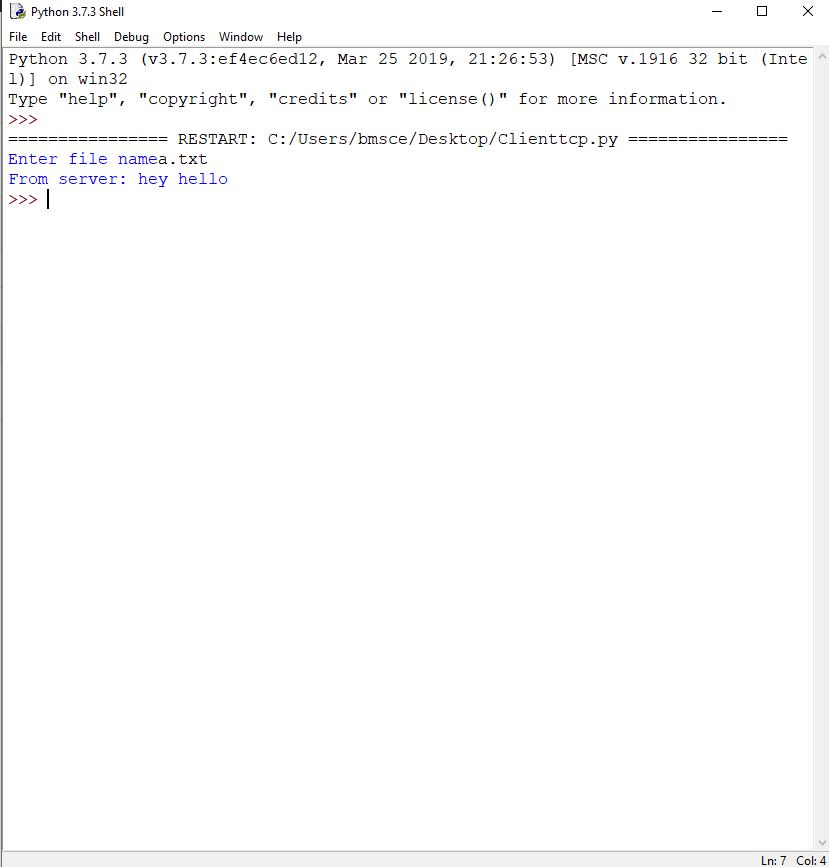 Python 3.7.3 Shell
File Edit Shell Debug Options Window Help
Python 3.7.3 (v3.7.3:ef4ec6ed12, Mar 25 2019, 21:26:53) [MSC v.1916 32 bit (Inte
l)] on win32
Type "help", "copyright", "credits" or "license()" for more information.
>>>
================ RESTART: C:/Users/bmsce/Desktop/Clienttcp.py ================
Enter file namea.txt
From server: hey hello
>>>
Ln: 7 Col: 4